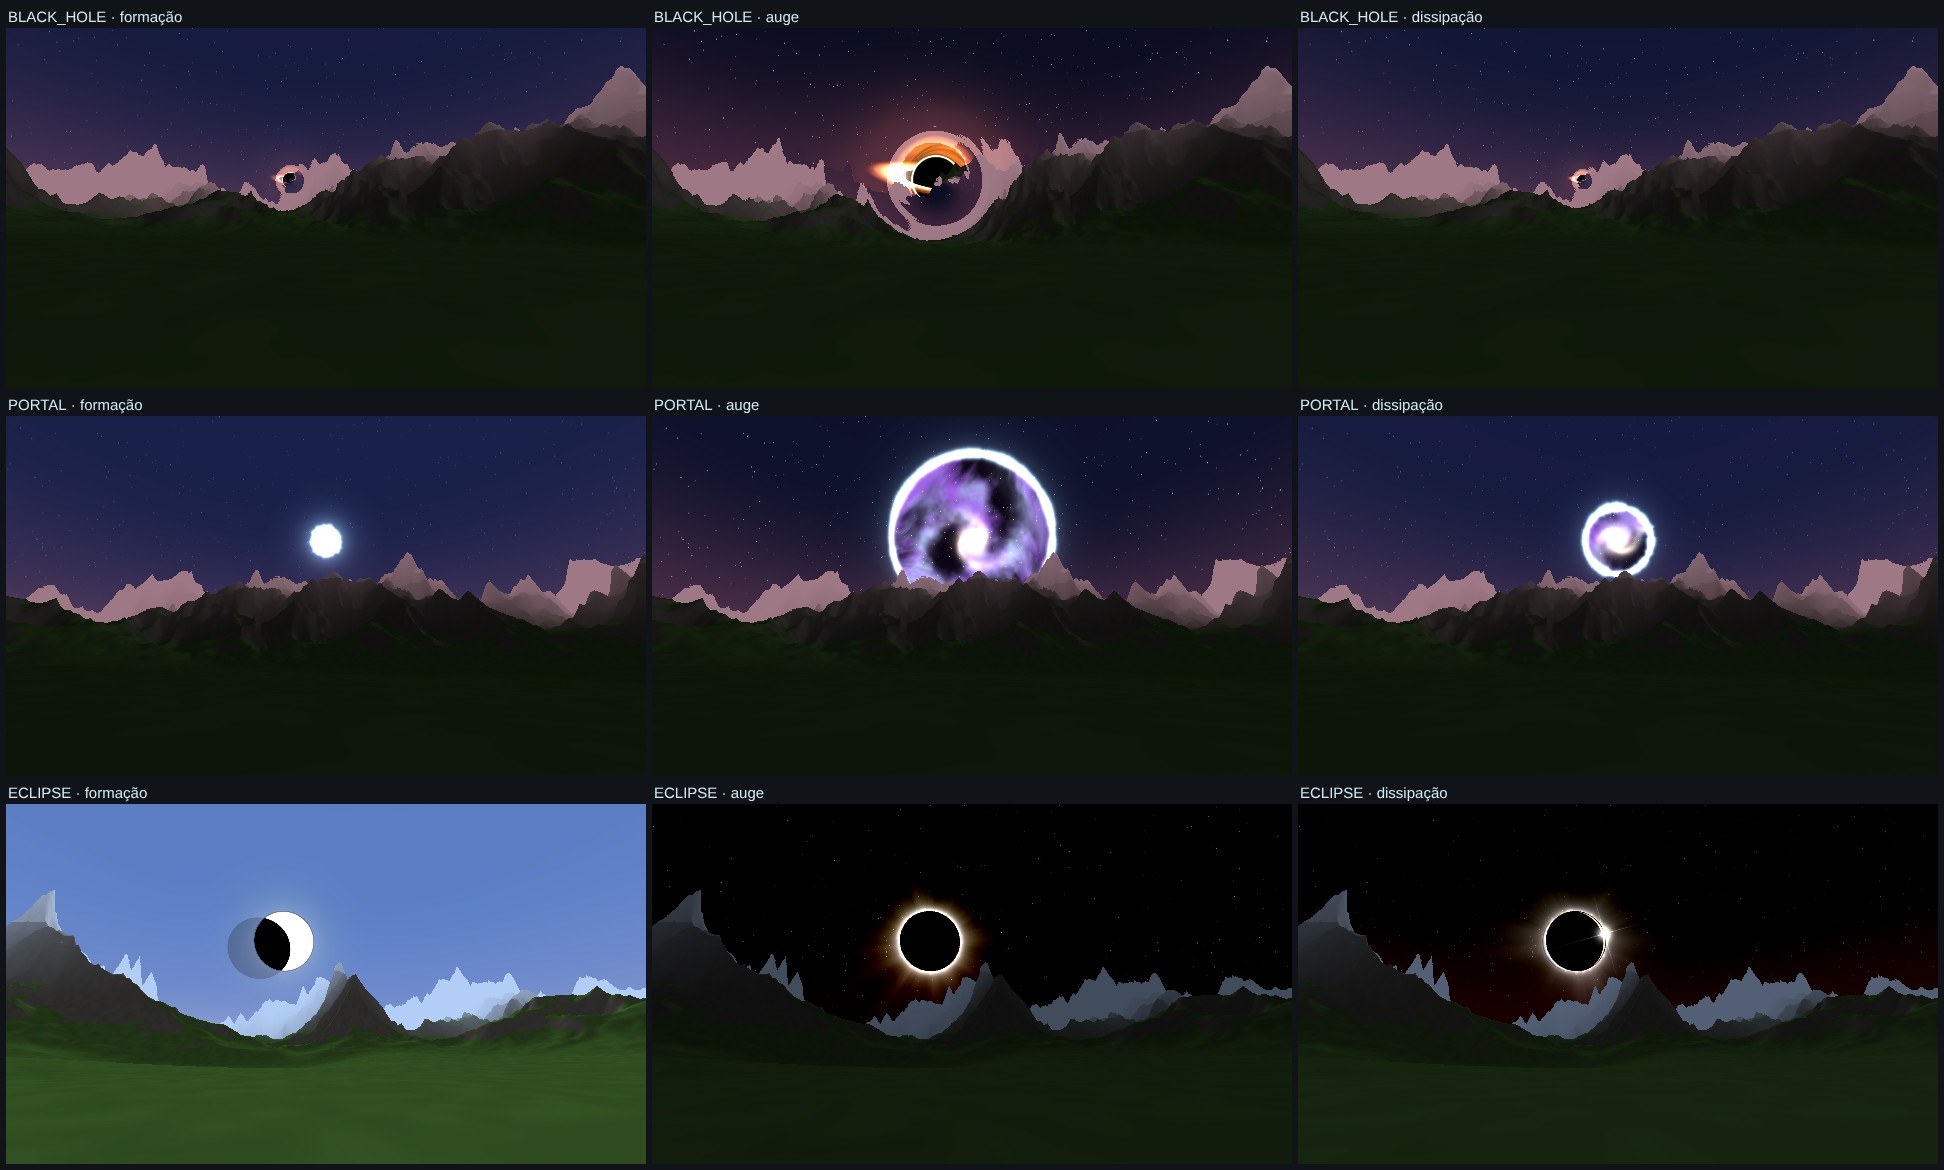 BLACK_HOLE · formação
BLACK_HOLE · auge
BLACK_HOLE · dissipação
PORTAL · formação
PORTAL · auge
PORTAL · dissipação
ECLIPSE · formação
ECLIPSE · auge
ECLIPSE · dissipação